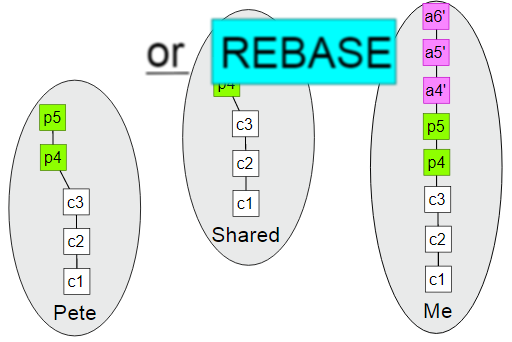 or REBASE
p5
p4
c3
c2
c1
Pete
p4
c3
c2
c1
Shared
a6'
a5'
a4'
p5
p4
c3
c2
c1
Me